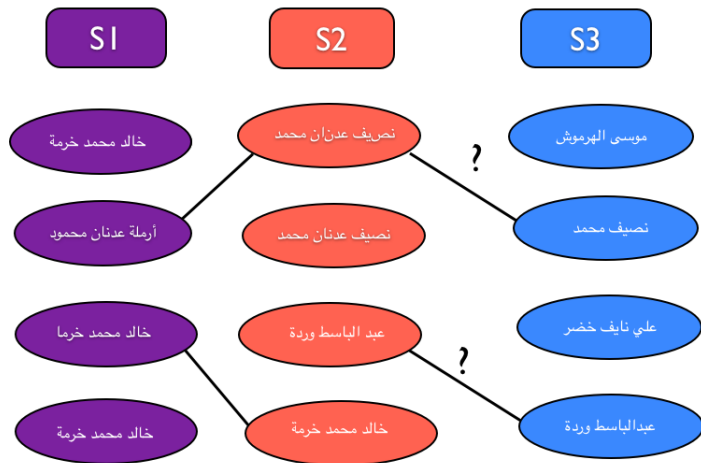 S1
S2
S3
خالد محمد خرمة
نصيف عدنان محمد
موسى الهرموش
?
أرملة عدنان محمود
نصيف عدنان محمد
نصيف محمد
خالد محمد خرما
عبد الباسط وردة
علي نايف خضر
?
خالد محمد خرمة
خالد محمد خرمة
عبدالباسط وردة